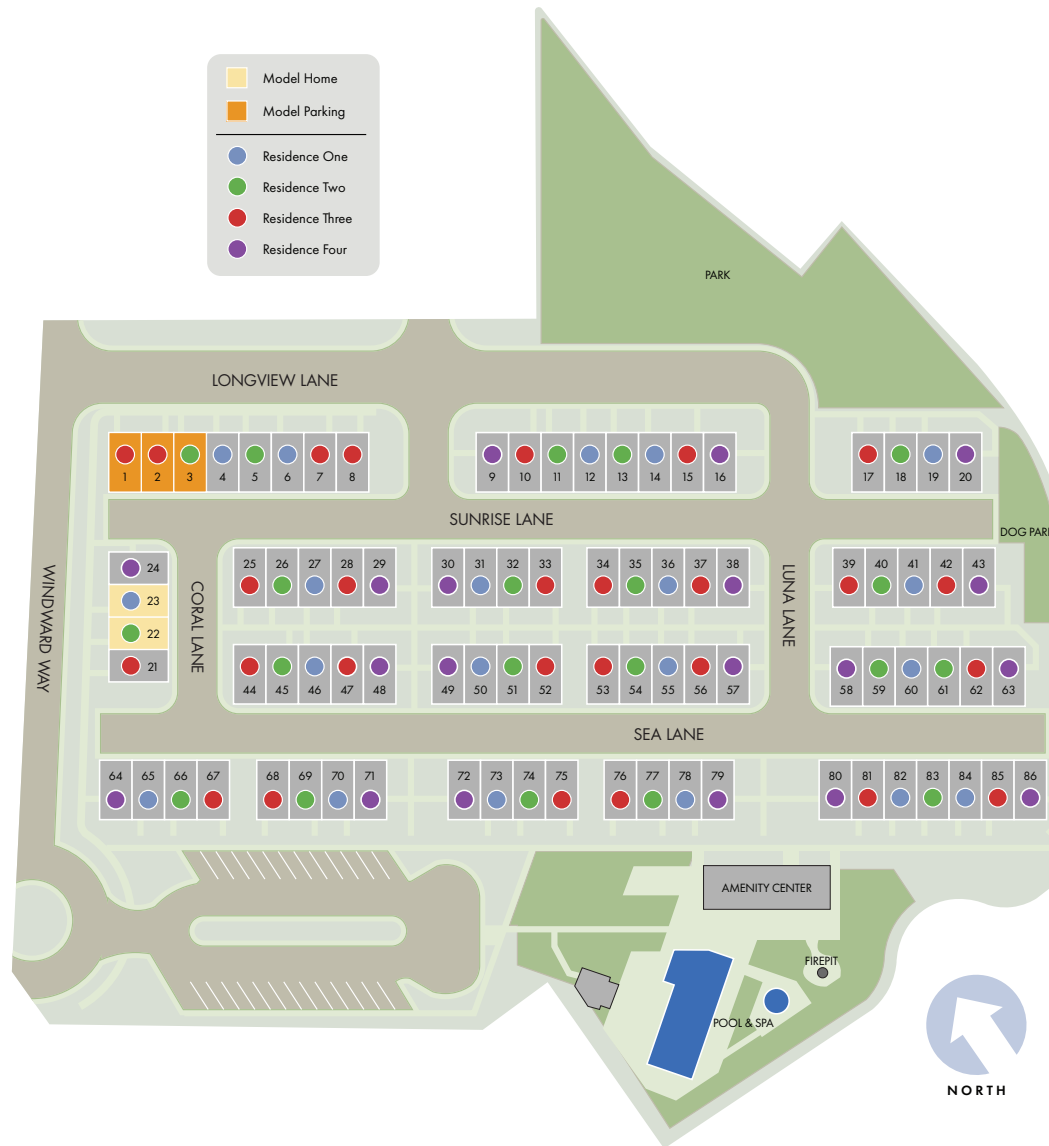 Model Home
Model Parking
Residence One
Residence Two
Residence Three
Residence Four
PARK
LONGVIEW LANE
1 2 3 4 5 6 7 8
9 10 11 12 13 14 15 16
17 18 19 20
SUNRISE LANE
DOG PARK
WINDWARD WAY
24
23
22
21
CORAL LANE
25 26 27 28 29
30 31 32 33
34 35 36 37 38
LUNA LANE
39 40 41 42 43
44 45 46 47 48
49 50 51 52
53 54 55 56 57
58 59 60 61 62 63
SEA LANE
64 65 66 67
68 69 70 71
72 73 74 75
76 77 78 79
80 81 82 83 84 85 86
AMENITY CENTER
FIREPIT
POOL & SPA
NORTH